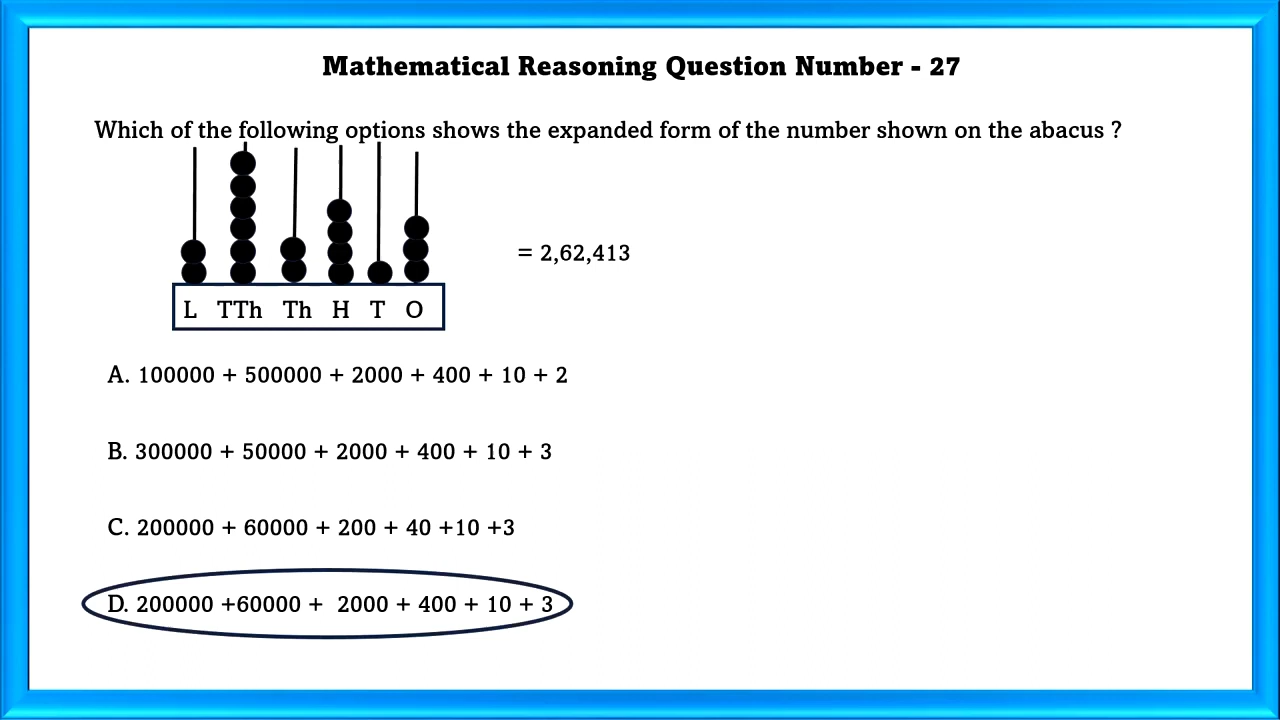 Mathematical Reasoning Question Number - 27
Which of the following options shows the expanded form of the number shown on the abacus ?
= 2,62,413
L TTh Th H T O
A. 100000 + 500000 + 2000 + 400 + 10 + 2
B. 300000 + 50000 + 2000 + 400 + 10 + 3
C. 200000 + 60000 + 200 + 40 +10 +3
D. 200000 +60000 + 2000 + 400 + 10 + 3